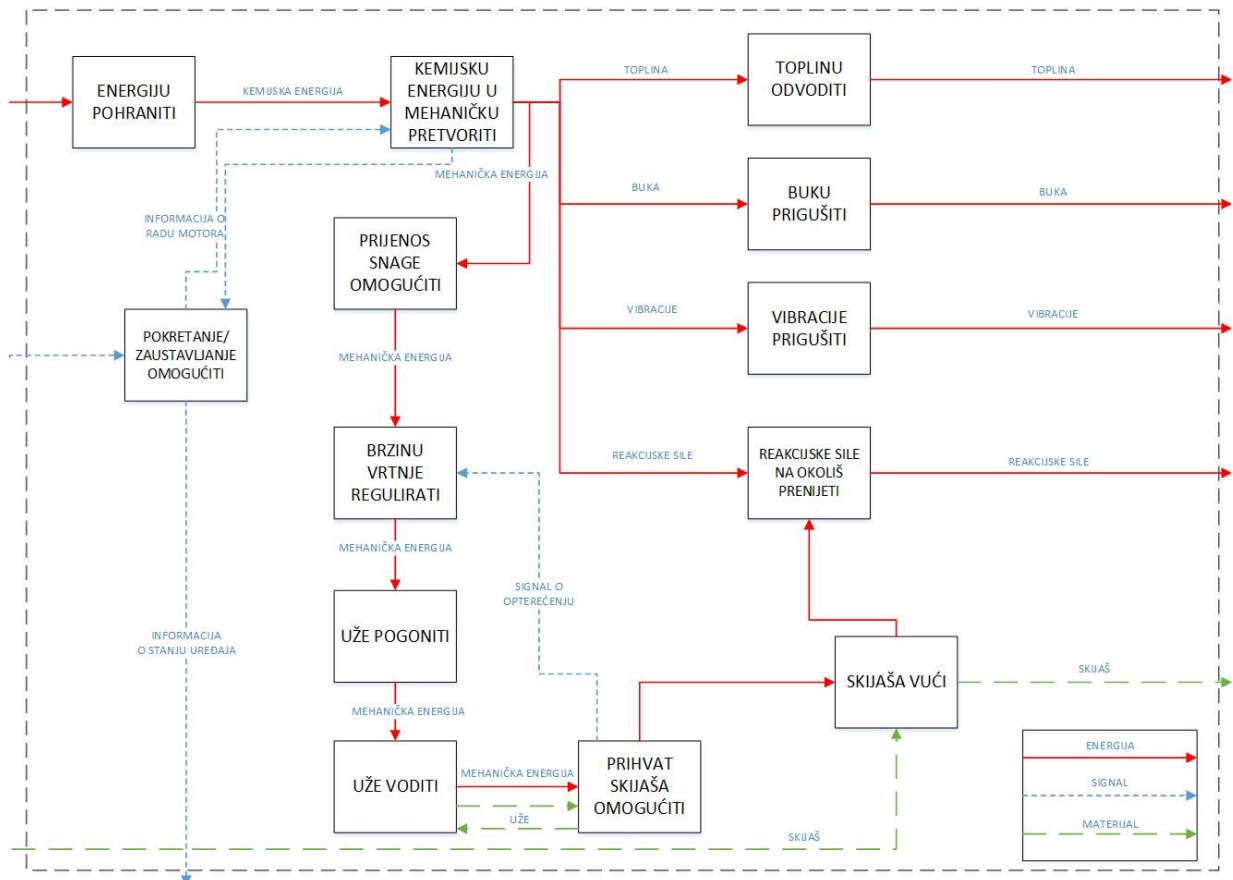 ENERGIJU
POHRANITI
KEMIJSKA ENERGIJA
KEMIJSKU
ENERGIJU U
MEHANIČKU
PRETVORITI
TOPLINA
TOPLINU
ODVODITI
TOPLINA
MEHANIČKA ENERGIJA
BUKA
BUKU
PRIGUŠITI
BUKA
INFORMACIJA O
RADU MOTORA
PRIJENOS
SNAGE
OMOGUĆITI
VIBRACIJE
VIBRACIJE
PRIGUŠITI
VIBRACIJE
POKRETANJE/
ZAUSTAVLJANJE
OMOGUĆITI
MEHANIČKA ENERGIJA
BRZINU
VRTNJE
REGULIRATI
REAKCIJSKE SILE
REAKCIJSKE SILE
NA OKOLIŠ
PRENIJETI
REAKCIJSKE SILE
MEHANIČKA ENERGIJA
SIGNAL O
OPTEREĆENJU
UŽE POGONITI
INFORMACIJA
O STANJU UREĐAJA
SKIJAŠA VUĆI
SKIJAŠ
MEHANIČKA ENERGIJA
UŽE VODITI
MEHANIČKA ENERGIJA
UŽE
PRIHVAT
SKIJAŠA
OMOGUĆITI
SKIJAŠ
ENERGIJA
SIGNAL
MATERIJAL